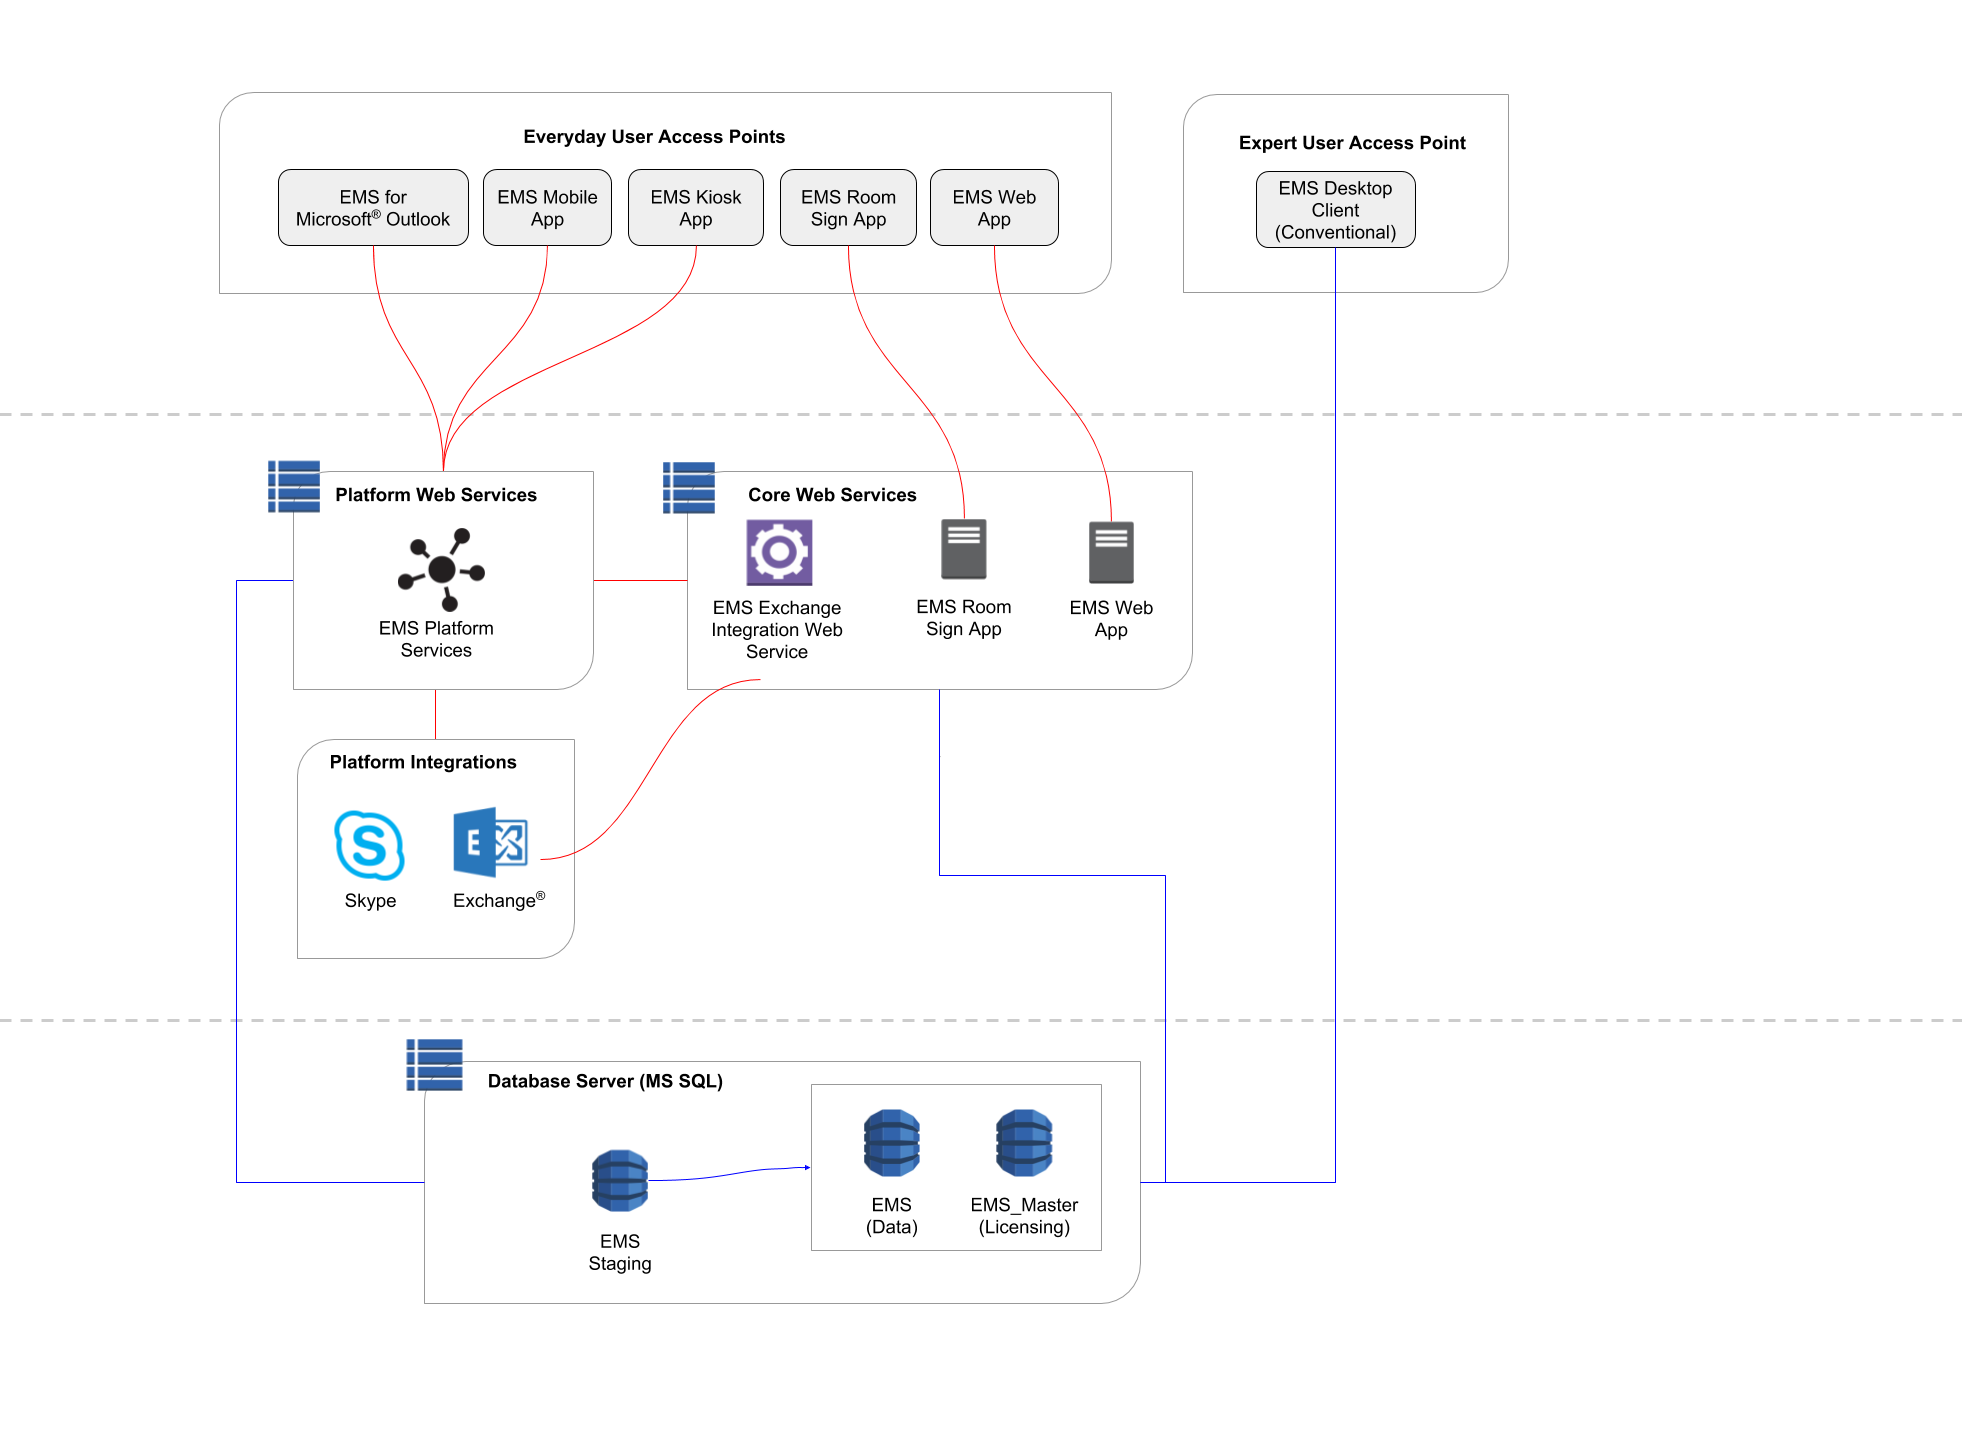 Everyday User Access Points
EMS for
Microsoft® Outlook
EMS Mobile
App
EMS Kiosk
App
EMS Room
Sign App
EMS Web
App
Expert User Access Point
EMS Desktop
Client
(Conventional)
Platform Web Services
EMS Platform
Services
Core Web Services
EMS Exchange
Integration Web
Service
EMS Room
Sign App
EMS Web
App
Platform Integrations
S
Skype
E
Exchange®
Database Server (MS SQL)
EMS
Staging
EMS
(Data)
EMS_Master
(Licensing)